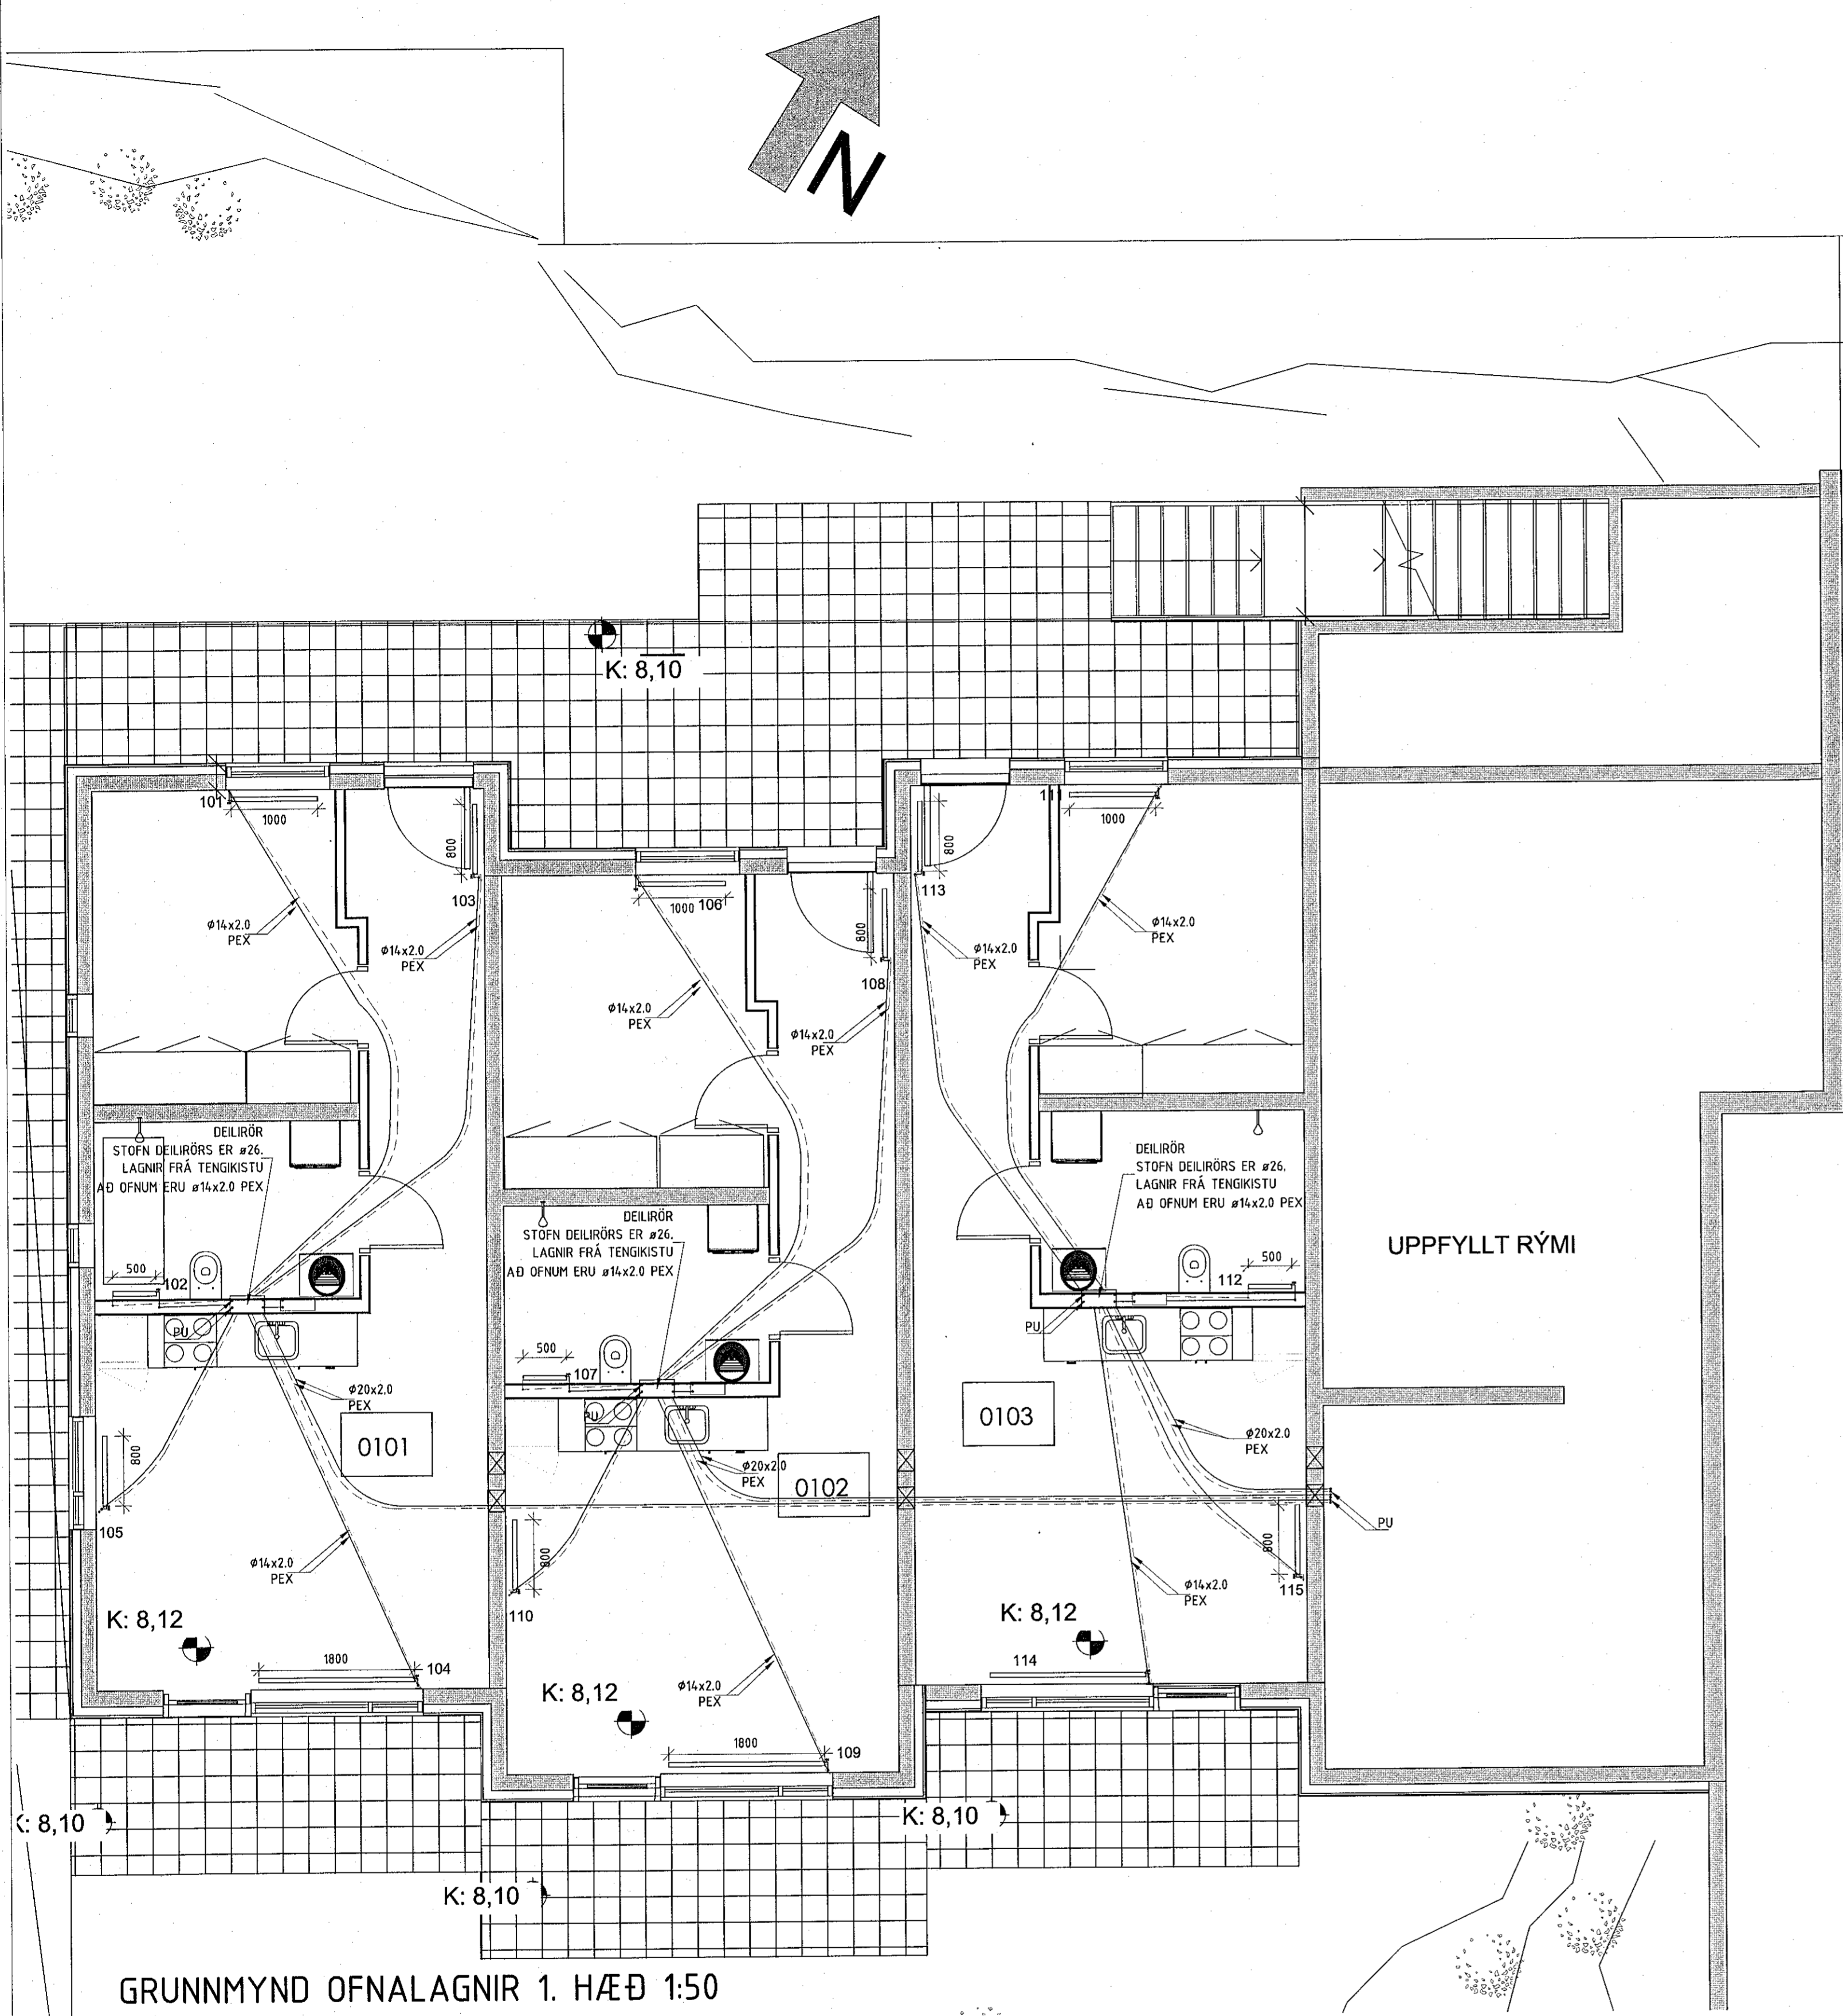 N
K: 8,10
101
1000
800
103
ø14x2.0
PEX
ø14x2.0
PEX
1000
106
800
108
ø14x2.0
PEX
ø14x2.0
PEX
113
800
111
1000
ø14x2.0
PEX
ø14x2.0
PEX
DEILIRÖR
STOFN DEILIRÖRS ER ø26.
LAGNIR FRÁ TENGIKISTU
AÐ OFNUM ERU ø14x2.0 PEX
DEILIRÖR
STOFN DEILIRÖRS ER ø26.
LAGNIR FRÁ TENGIKISTU
AÐ OFNUM ERU ø14x2.0 PEX
DEILIRÖR
STOFN DEILIRÖRS ER ø26.
LAGNIR FRÁ TENGIKISTU
AÐ OFNUM ERU ø14x2.0 PEX
UPPFYLLT RÝMI
500
102
PU
500
107
PU
112
500
PU
ø20x2.0
PEX
0101
800
105
ø20x2.0
PEX
0102
800
110
0103
ø20x2.0
PEX
PU
800
115
ø14x2.0
PEX
ø14x2.0
PEX
ø14x2.0
PEX
K: 8,12
1800
104
K: 8,12
1800
109
K: 8,12
114
K: 8,10
K: 8,10
K: 8,10
GRUNNMYND OFNALAGNIR 1. HÆÐ 1:50